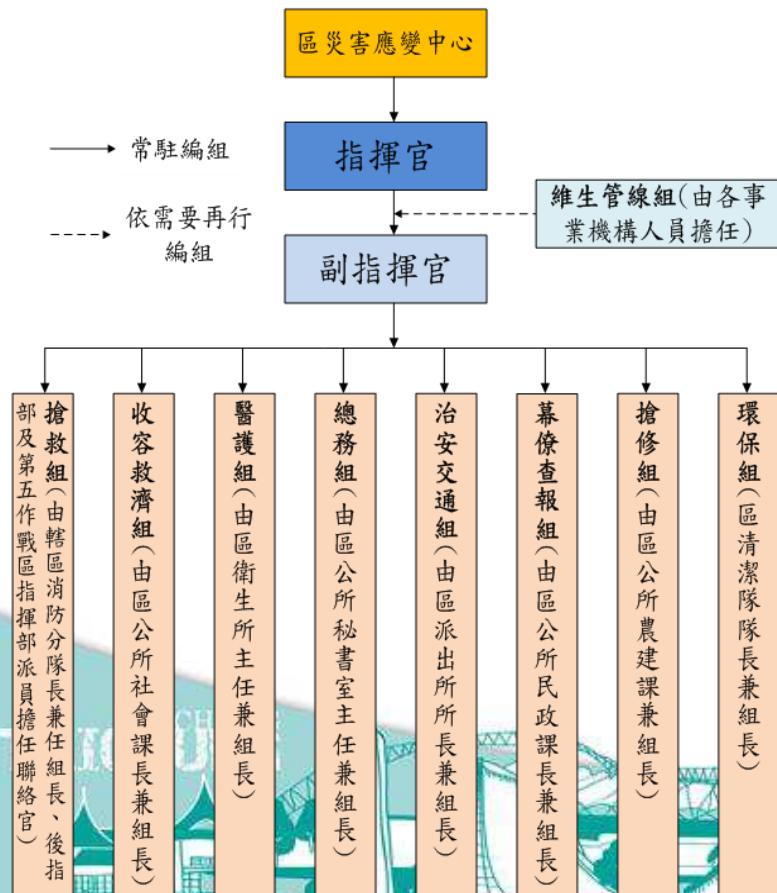 區災害應變中心
指揮官
常駐編組
依需要再行
編組
維生管線組(由各事
業機構人員擔任)
副指揮官
搶救組(由轄區消防分隊長兼任組長、後指
部及第五作戰區指揮部派員擔任聯絡官)
收容救濟組(由區公所社會課長兼組長)
醫護組(由區衛生所主任兼組長)
總務組(由區公所秘書室主任兼組長)
治安交通組(由區派出所所長兼組長)
幕僚查報組(由區公所民政課長兼組長)
搶修組(由區公所農建課兼組長)
環保組(區清潔隊隊長兼組長)